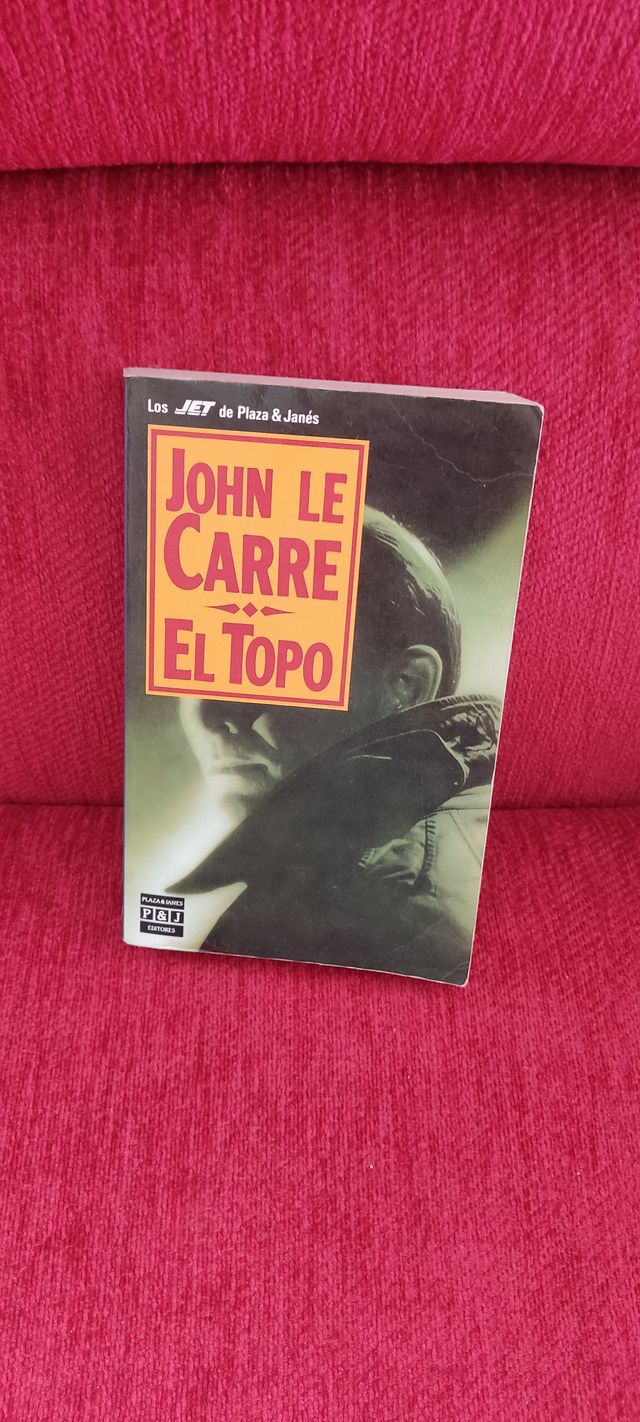 Los JET de Plaza & Janés
JOHN LE
CARRE
EL TOPO
PLAZA & JANES
P & J
EDITORES